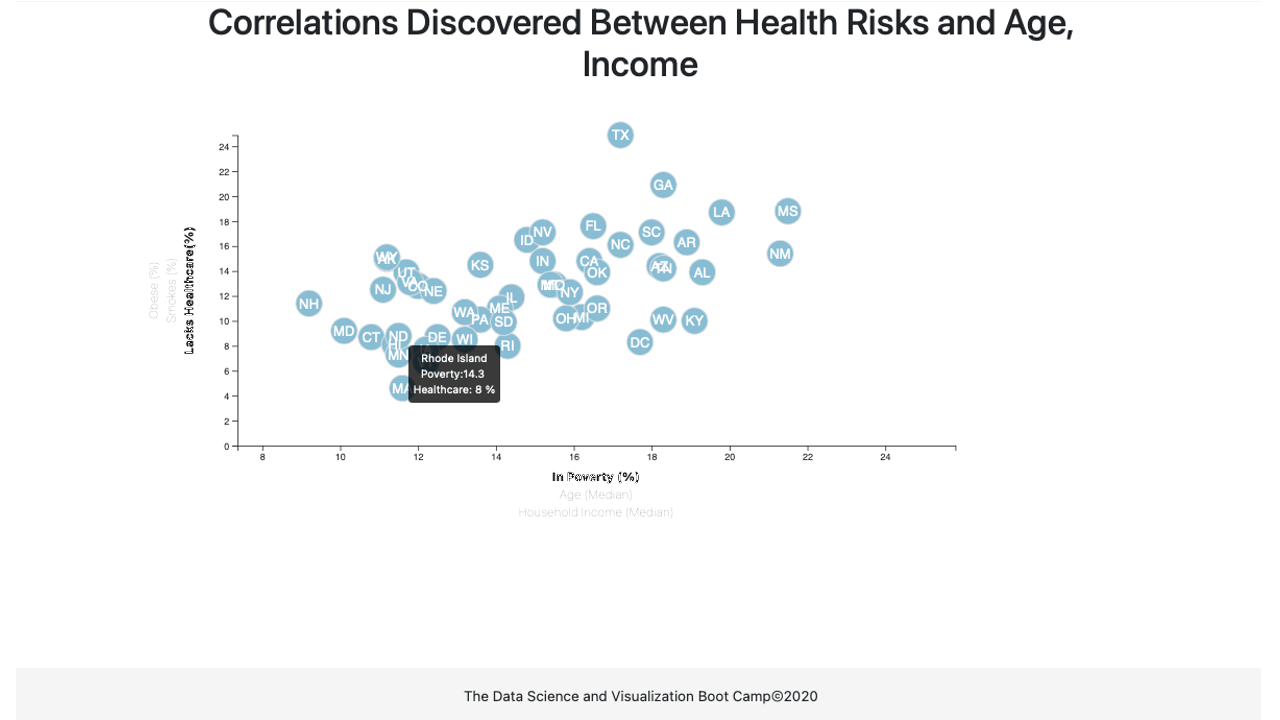 Correlations Discovered Between Health Risks and Age,
Income
TX
24
22
GA
20
LA
MS
18
FL
NV
SC
ID
NC
AR
16
NM
WY
CA
IN
KS
14
UT
OK
AL
NJ
NE
NY
12
IL
NH
ME
OR
WA
PA
SD
OH
MI
WV
KY
10
MD
CT
ND
DE
WI
RI
DC
8
MN
6
Rhode Island
Poverty:14.3
Healthcare: 8 %
4
2
0
8
10
12
14
16
18
20
22
24
Obese (%)
Smokes (%)
Lacks Healthcare(%)
In Poverty (%)
Age (Median)
Household Income (Median)
The Data Science and Visualization Boot Camp©2020